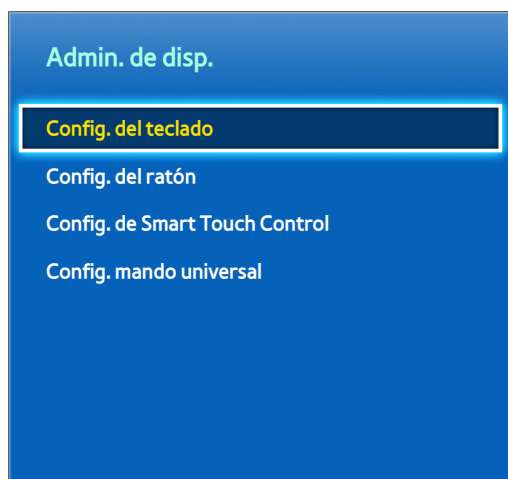 Admin. de disp.
Config. del teclado
Config. del ratón
Config. de Smart Touch Control
Config. mando universal